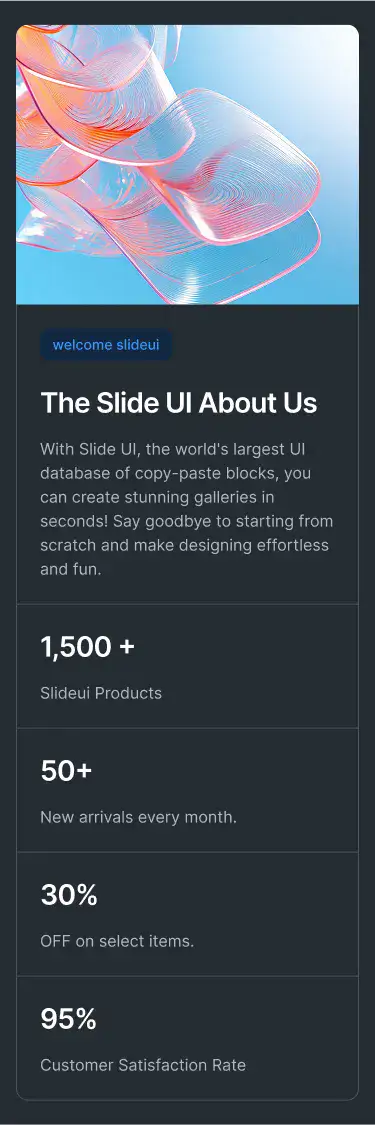 welcome slideui
The Slide UI About Us
With Slide UI, the world's largest UI
database of copy-paste blocks, you
can create stunning galleries in
seconds! Say goodbye to starting from
scratch and make designing effortless
and fun.
1,500 +
Slideui Products
50+
New arrivals every month.
30%
OFF on select items.
95%
Customer Satisfaction Rate